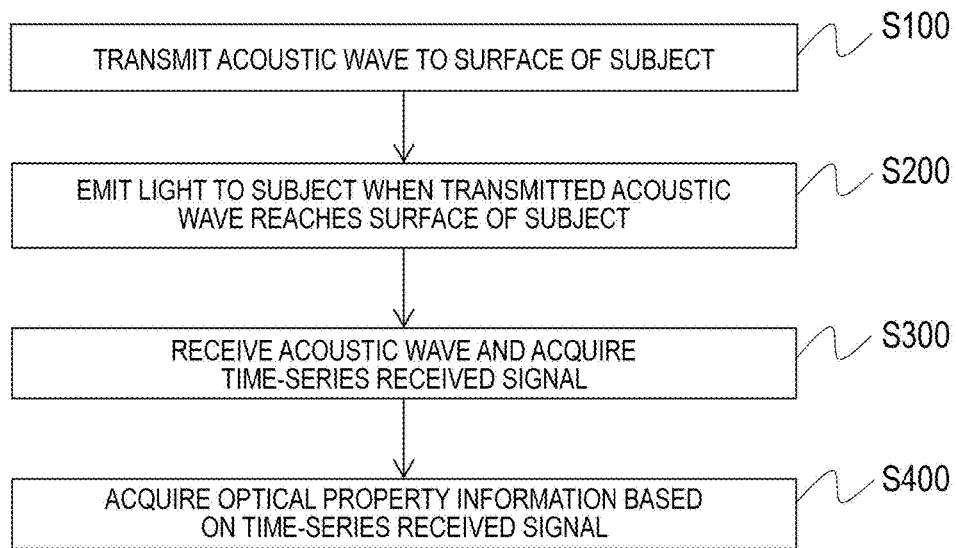 S100
TRANSMIT ACOUSTIC WAVE TO SURFACE OF SUBJECT
S200
EMIT LIGHT TO SUBJECT WHEN TRANSMITTED ACOUSTIC
WAVE REACHES SURFACE OF SUBJECT
S300
RECEIVE ACOUSTIC WAVE AND ACQUIRE
TIME-SERIES RECEIVED SIGNAL
S400
ACQUIRE OPTICAL PROPERTY INFORMATION BASED
ON TIME-SERIES RECEIVED SIGNAL